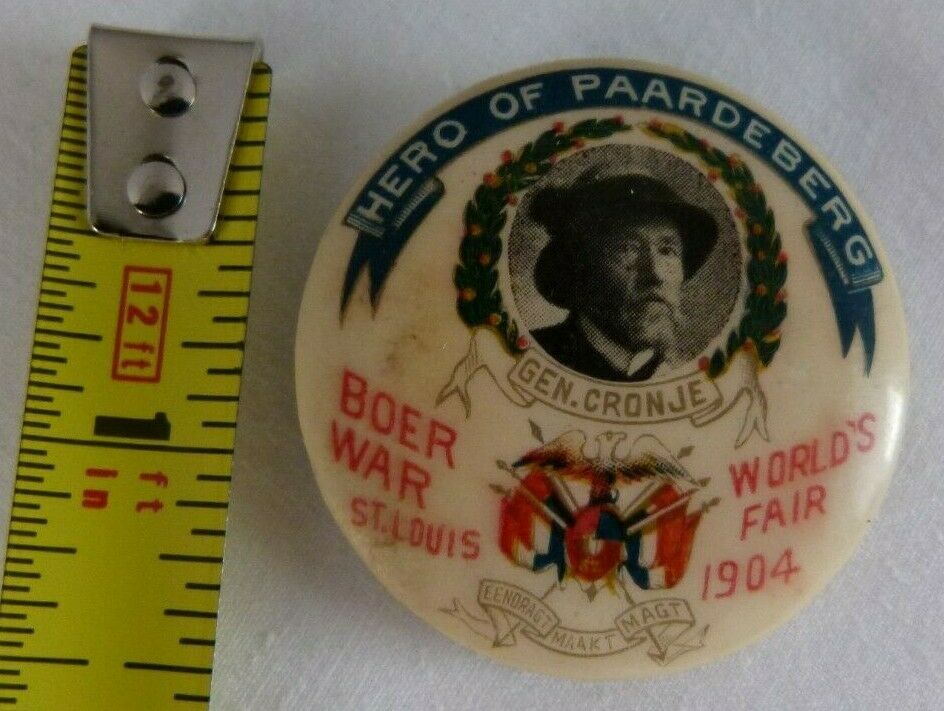 HERO OF PAARDEBERG
GEN. CRONJE
BOER
WAR
ST. LOUIS
WORLD'S
FAIR
1904
EENDRAGT
MAAKT
MAGT
12 ft
1
ft
in